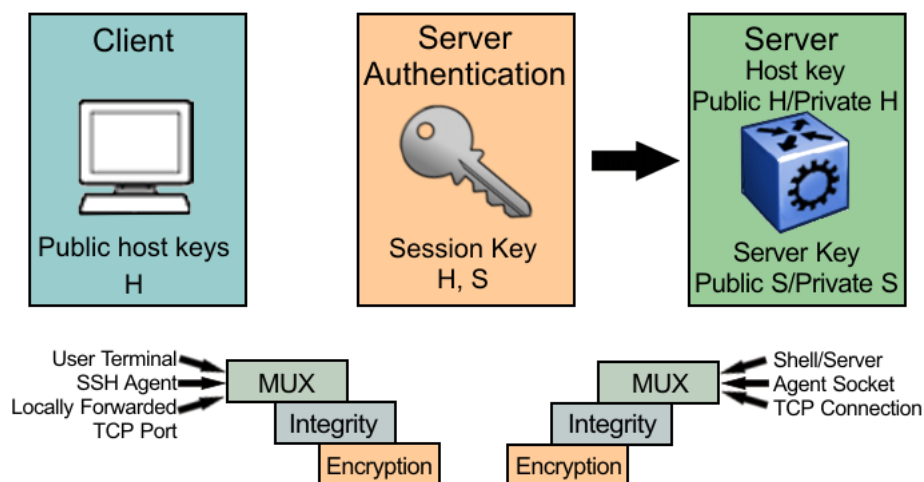 Client
Public host keys
H
Server
Authentication
Session Key
H, S
Server
Host key
Public H/Private H
Server Key
Public S/Private S
User Terminal
SSH Agent
Locally Forwarded
TCP Port
MUX
Integrity
Encryption
MUX
Integrity
Encryption
Shell/Server
Agent Socket
TCP Connection